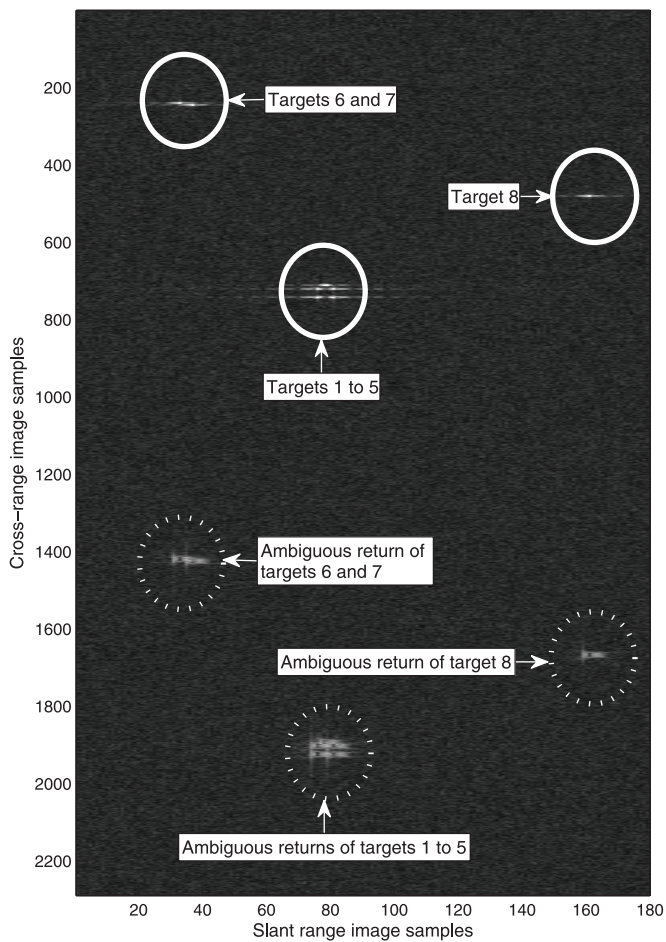 200
400
600
800
1000
1200
1400
1600
1800
2000
2200
Cross-range image samples
Targets 6 and 7
Target 8
Targets 1 to 5
Ambiguous return of
targets 6 and 7
Ambiguous return of target 8
Ambiguous returns of targets 1 to 5
20 40 60 80 100 120 140 160 180
Slant range image samples